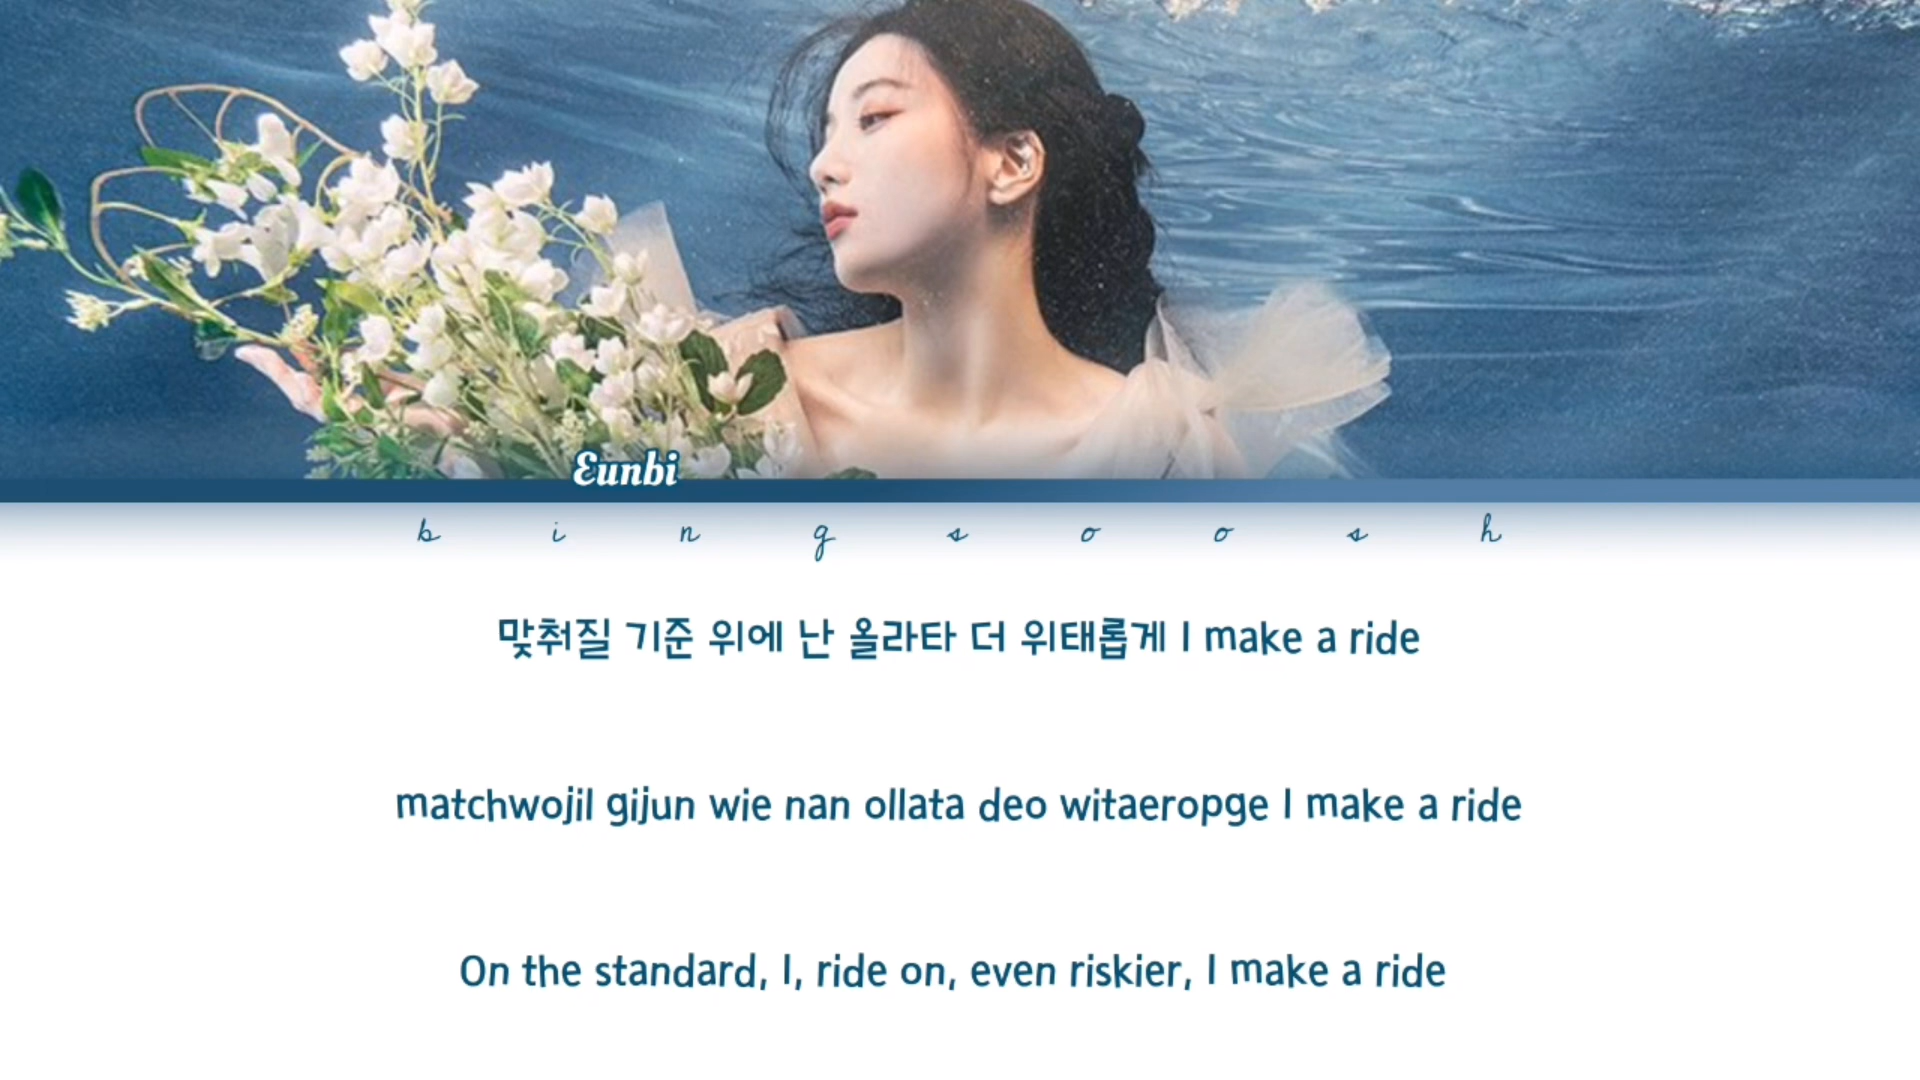 Eunbi
bingsoosh
맞춰질 기준 위에 난 올라타 더 위태롭게 I make a ride
matchwojil gijun wie nan ollata deo witaeropge I make a ride
On the standard, I, ride on, even riskier, I make a ride